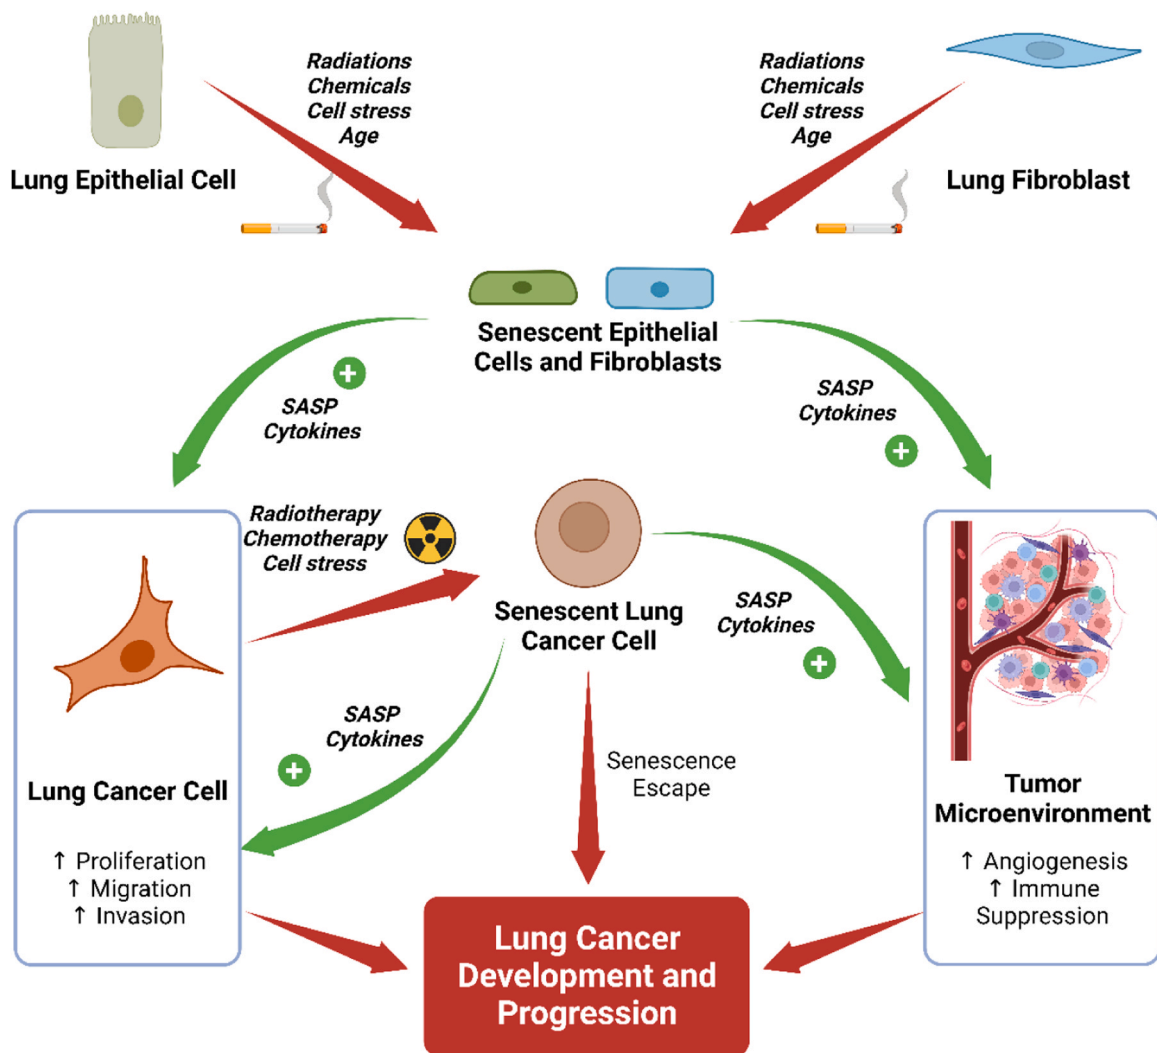 Radiations
Chemicals
Cell stress
Age
Lung Epithelial Cell
Radiations
Chemicals
Cell stress
Age
Lung Fibroblast
Senescent Epithelial
Cells and Fibroblasts
SASP
Cytokines
SASP
Cytokines
Radiotherapy
Chemotherapy
Cell stress
Senescent Lung
Cancer Cell
SASP
Cytokines
SASP
Cytokines
Lung Cancer Cell
↑ Proliferation
↑ Migration
↑ Invasion
Senescence
Escape
Tumor
Microenvironment
↑ Angiogenesis
↑ Immune
Suppression
Lung Cancer
Development and
Progression